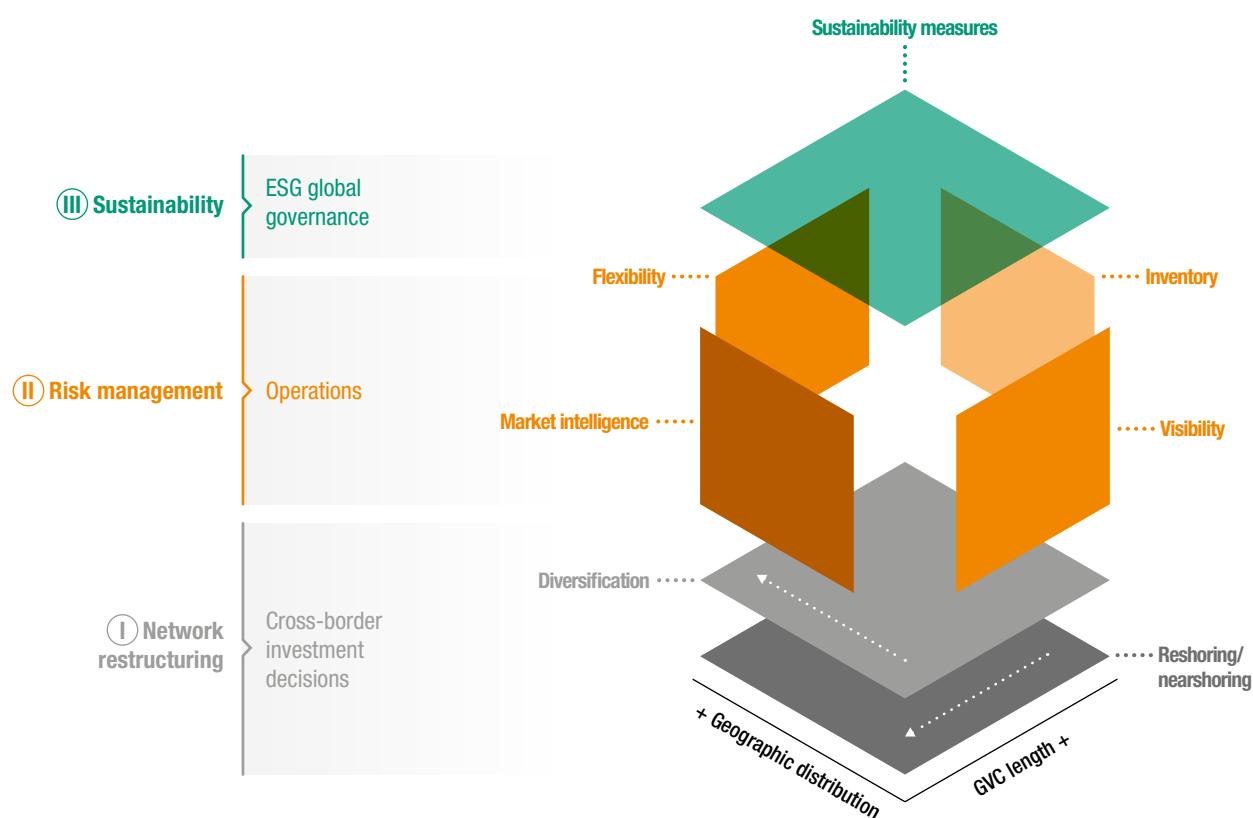 Sustainability measures
III Sustainability
ESG global
governance
Flexibility
Inventory
II Risk management
Operations
Market intelligence
Visibility
Diversification
I Network
restructuring
Cross-border
investment
decisions
Reshoring/
nearshoring
+ Geographic distribution
GVC length +